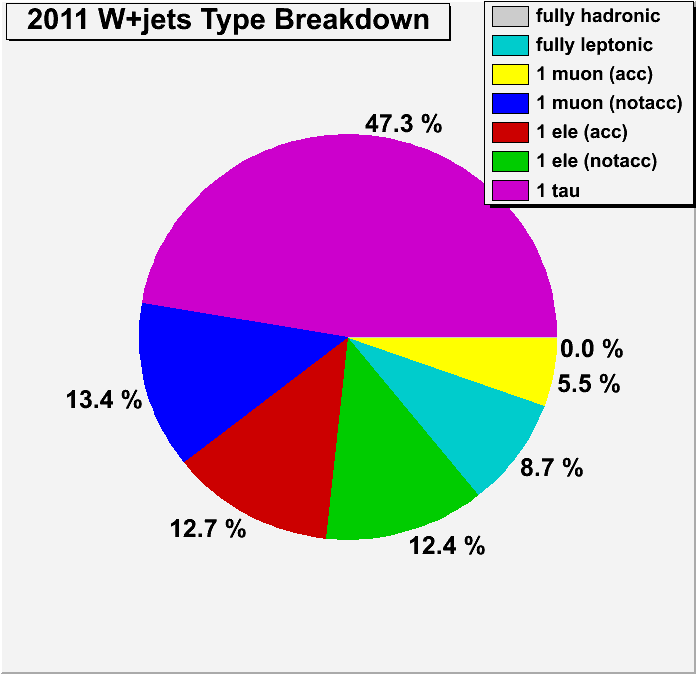 2011 W+jets Type Breakdown
fully hadronic
fully leptonic
1 muon (acc)
1 muon (notacc)
1 ele (acc)
1 ele (notacc)
1 tau
47.3 %
0.0 %
5.5 %
8.7 %
12.4 %
12.7 %
13.4 %